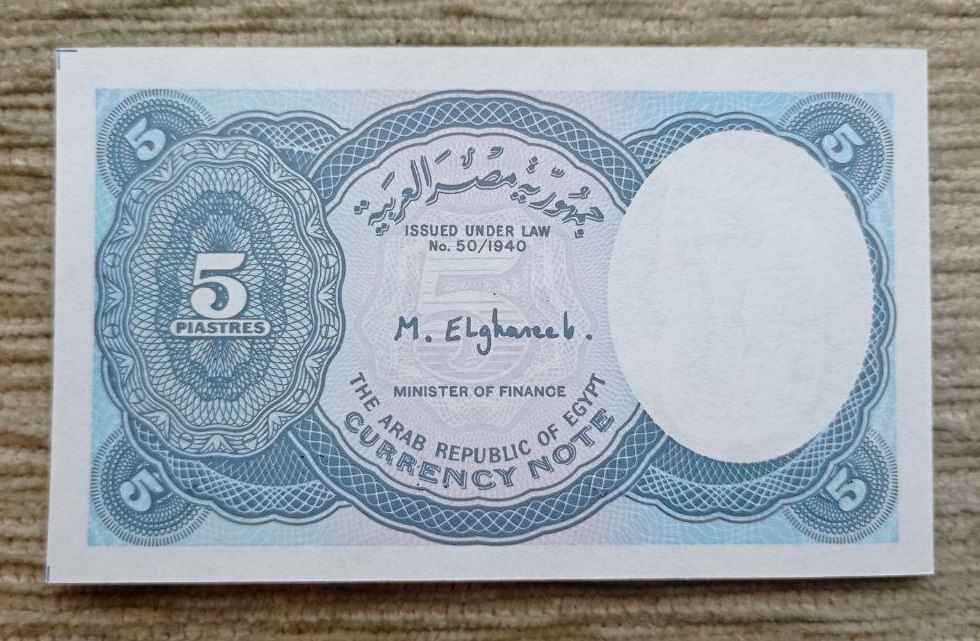 5
5
جمهورية مصر العربية
ISSUED UNDER LAW
No. 50/1940
5
PIASTRES
5
M. Elghareeb.
MINISTER OF FINANCE
THE ARAB REPUBLIC OF EGYPT
CURRENCY NOTE
5
5